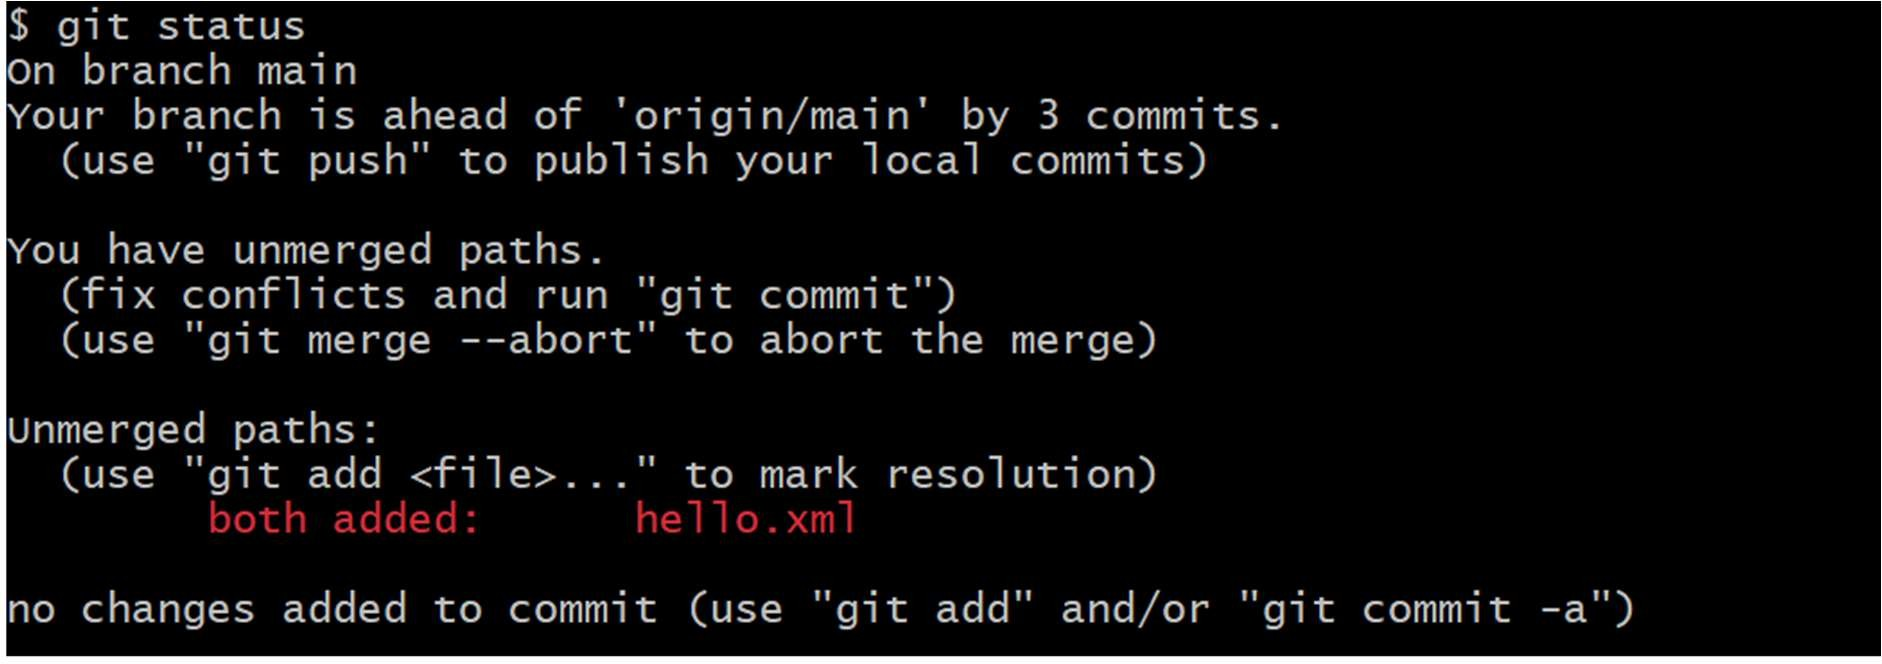 $ git status
On branch main
Your branch is ahead of 'origin/main' by 3 commits.
  (use "git push" to publish your local commits)

You have unmerged paths.
  (fix conflicts and run "git commit")
  (use "git merge --abort" to abort the merge)

Unmerged paths:
  (use "git add <file>..." to mark resolution)
        both added:      hello.xml

no changes added to commit (use "git add" and/or "git commit -a")